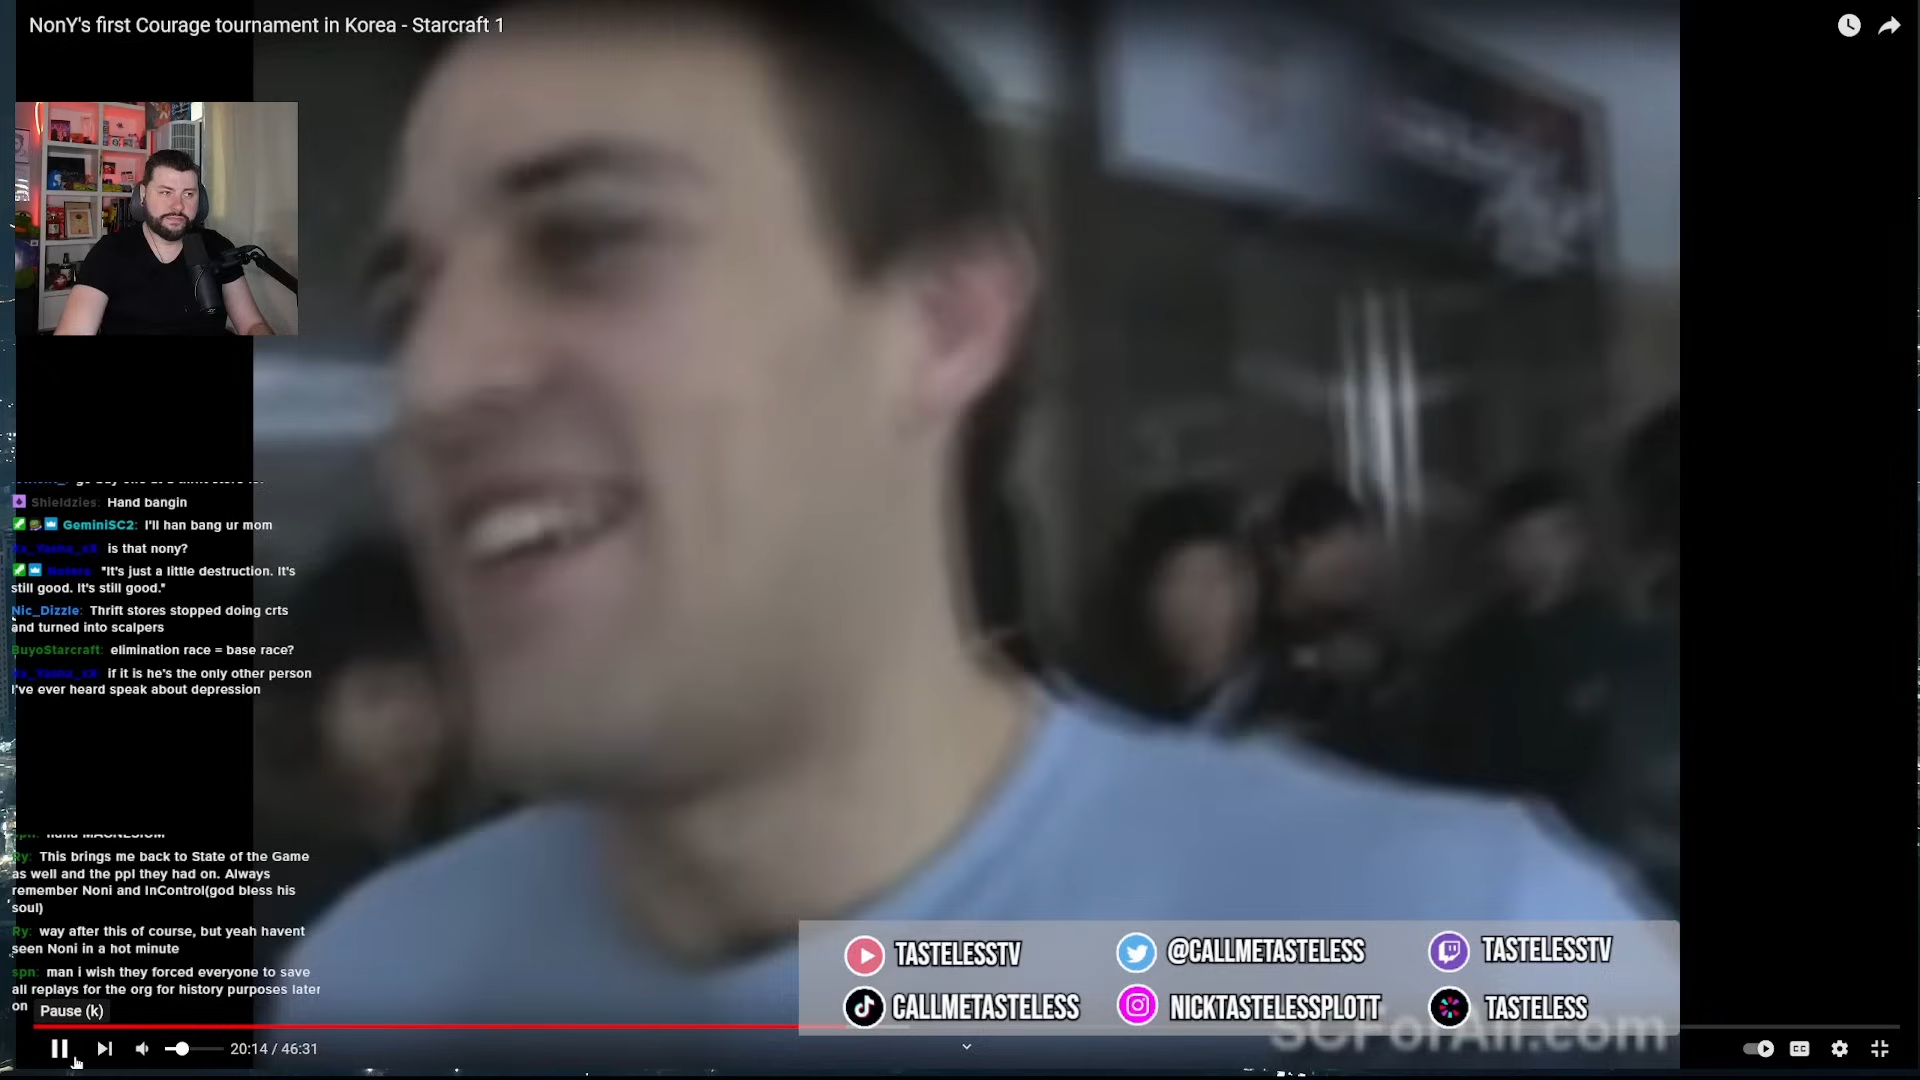 NonY's first Courage tournament in Korea - Starcraft 1
Shieldzies: Hand bangin
GeminiSC2: I'll han bang ur mom
is that nony?
"It's just a little destruction. It's
still good. It's still good."
Nic_Dizzle: Thrift stores stopped doing crts
and turned into scalpers
BuyoStarcraft: elimination race = base race?
if it is he's the only other person
I've ever heard speak about depression
Ry: This brings me back to State of the Game
as well and the ppl they had on. Always
remember Noni and InControl(god bless his
soul)
Ry: way after this of course, but yeah havent
seen Noni in a hot minute
spn: man i wish they forced everyone to save
all replays for the org for history purposes later
on
Pause (k)
TASTELESSTV
@CALLMETASTELESS
TASTELESSTV
CALLMETASTELESS
NICKTASTELESSPLOTT
TASTELESS
SCForAll.com
20:14 / 46:31
CC